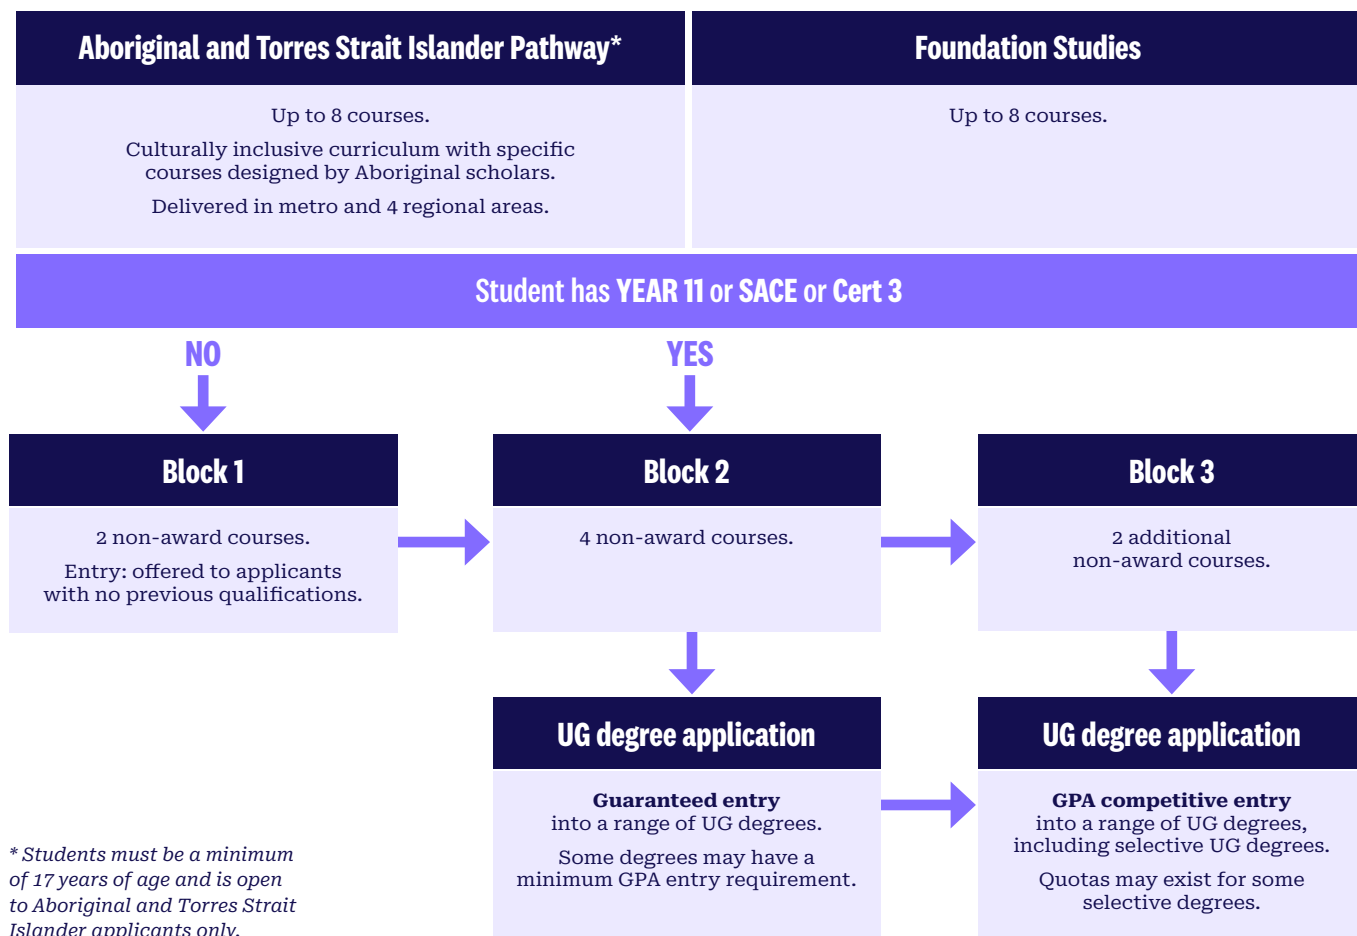 Aboriginal and Torres Strait Islander Pathway*
Up to 8 courses.
Culturally inclusive curriculum with specific
courses designed by Aboriginal scholars.
Delivered in metro and 4 regional areas.
Foundation Studies
Up to 8 courses.
Student has YEAR 11 or SACE or Cert 3
NO
YES
Block 1
2 non-award courses.
Entry: offered to applicants
with no previous qualifications.
Block 2
4 non-award courses.
Block 3
2 additional
non-award courses.
UG degree application
Guaranteed entry
into a range of UG degrees.
Some degrees may have a
minimum GPA entry requirement.
UG degree application
GPA competitive entry
into a range of UG degrees,
including selective UG degrees.
Quotas may exist for some
selective degrees.
* Students must be a minimum
of 17 years of age and is open
to Aboriginal and Torres Strait
Islander applicants only.